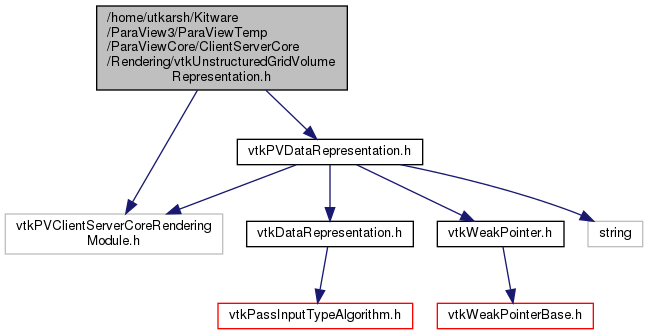 /home/utkarsh/Kitware
/ParaView3/ParaViewTemp
/ParaViewCore/ClientServerCore
/Rendering/vtkUnstructuredGridVolume
Representation.h
vtkPVDataRepresentation.h
vtkPVClientServerCoreRendering
Module.h
vtkDataRepresentation.h
vtkWeakPointer.h
string
vtkPassInputTypeAlgorithm.h
vtkWeakPointerBase.h